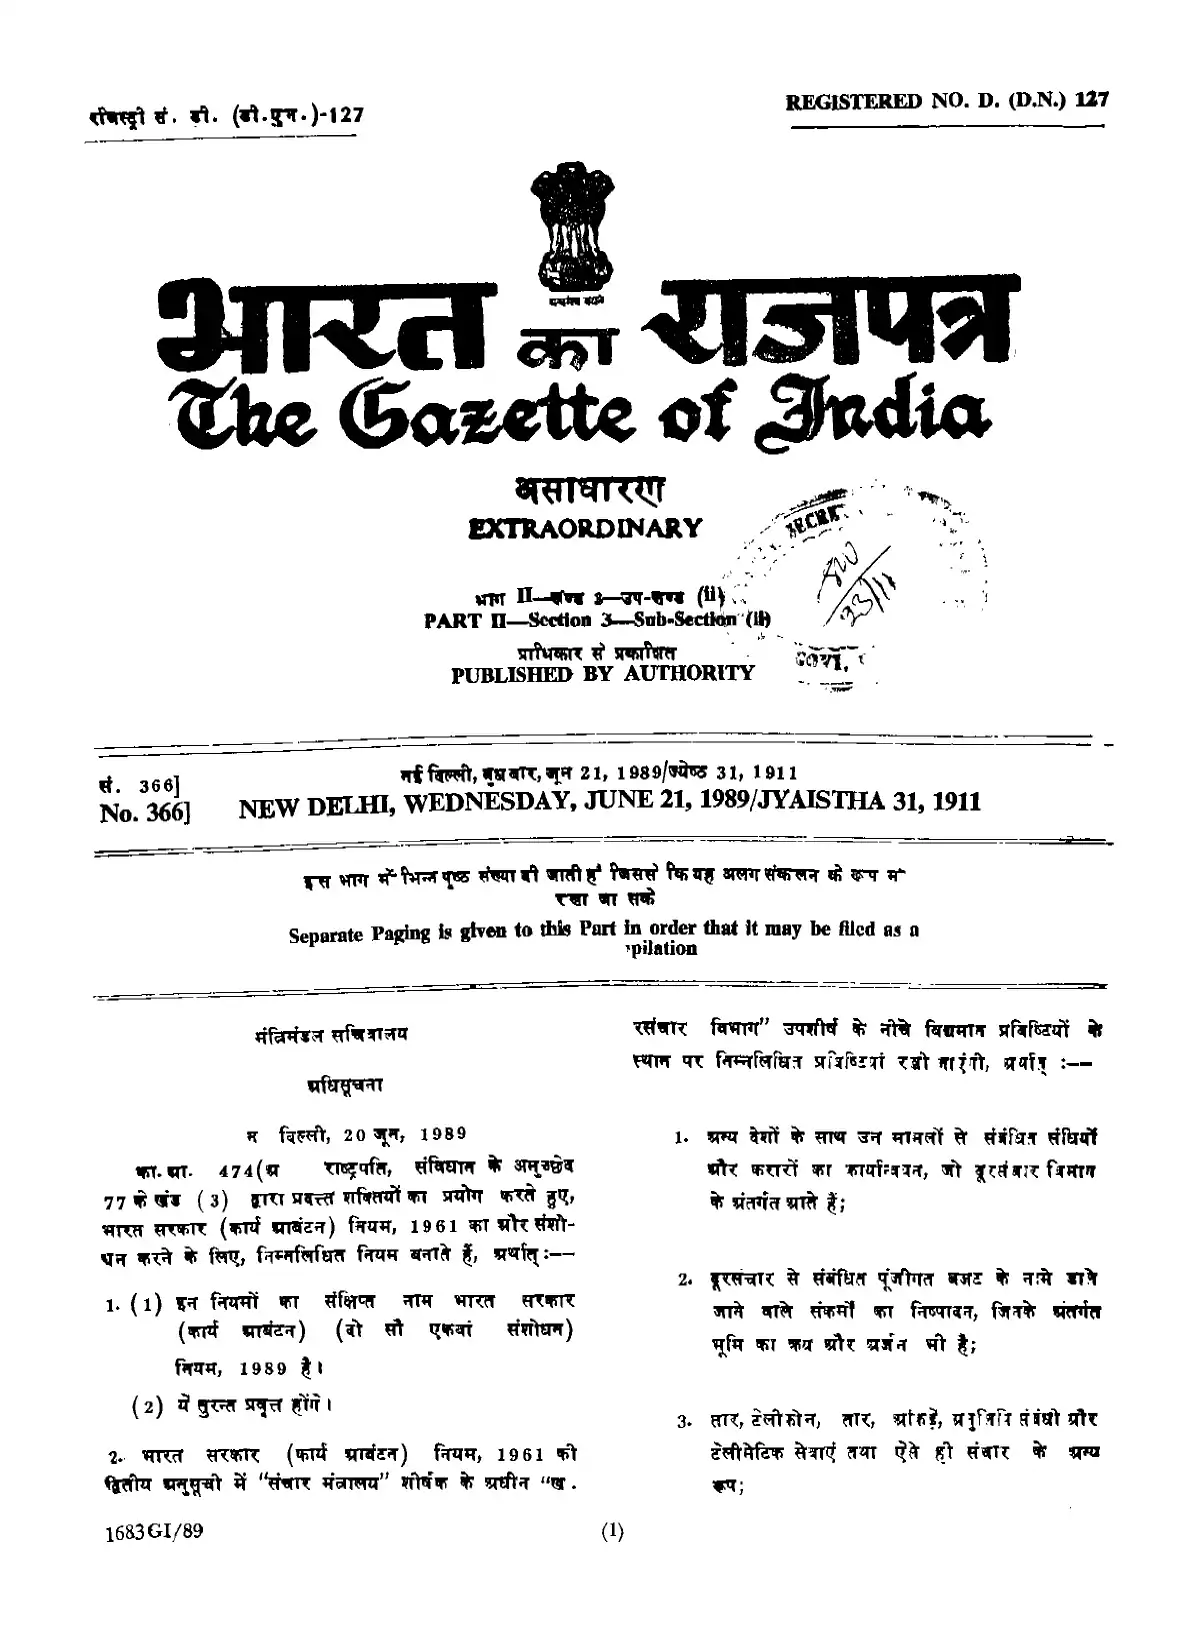 रजिस्ट्री सं. डी. (डी.एन.)-127
REGISTERED NO. D. (D.N.) 127
भारत का राजपत्र
The Gazette of India
असाधारण
EXTRAORDINARY
भाग II—खण्ड 3—उप-खण्ड (ii)
PART II—Section 3—Sub-Section (ii)
प्राधिकार से प्रकाशित
PUBLISHED BY AUTHORITY
SECRE
23/11
GOVT.
सं. 366]
नई दिल्ली, बुधवार, जून 21, 1989/ज्येष्ठ 31, 1911
No. 366]
NEW DELHI, WEDNESDAY, JUNE 21, 1989/JYAISTHA 31, 1911
इस भाग में भिन्न पृष्ठ संख्या दी जाती है जिससे कि यह अलग संकलन के रूप में
रखा जा सके
Separate Paging is given to this Part in order that it may be filed as a
pilation
मंत्रिमंडल सचिवालय
अधिसूचना
दिल्ली, 20 जून, 1989
का.आ. 474(अ राष्ट्रपति, संविधान के अनुच्छेद
77 के खंड (3) द्वारा प्रदत्त शक्तियों का प्रयोग करते हुए,
भारत सरकार (कार्य आबंटन) नियम, 1961 का और संशो-
धन करने के लिए, निम्नलिखित नियम बनाते हैं, अर्थात् :--
1. (1) इन नियमों का संक्षिप्त नाम भारत सरकार
(कार्य आबंटन) (दो सौ एकवां संशोधन)
नियम, 1989 है।
(2) ये तुरन्त प्रवृत्त होंगे।
2. भारत सरकार (कार्य आबंटन) नियम, 1961 की
द्वितीय अनुसूची में "संचार मंत्रालय" शीर्षक के अधीन "ख.
रसंचार विभाग" उपशीर्ष के नीचे विद्यमान प्रविष्टियों के
स्थान पर निम्नलिखित प्रविष्टियां रखी जाएंगी, अर्थात् :--
1. अन्य देशों के साथ उन मामलों से संबंधित संधियों
और करारों का कार्यान्वयन, जो दूरसंचार विभाग
के अंतर्गत आते हैं;
2. दूरसंचार से संबंधित पूंजीगत बजट के नामे डाले
जाने वाले संकर्मों का निष्पादन, जिनके अंतर्गत
भूमि का क्रय और अर्जन भी है;
3. तार, टेलीफोन, तार, आंकड़े, प्रतिलिपि संबंधी और
टेलीमेटिक सेवाएं तथा ऐसे ही संचार के अन्य
रूप;
1683 GI/89
(1)